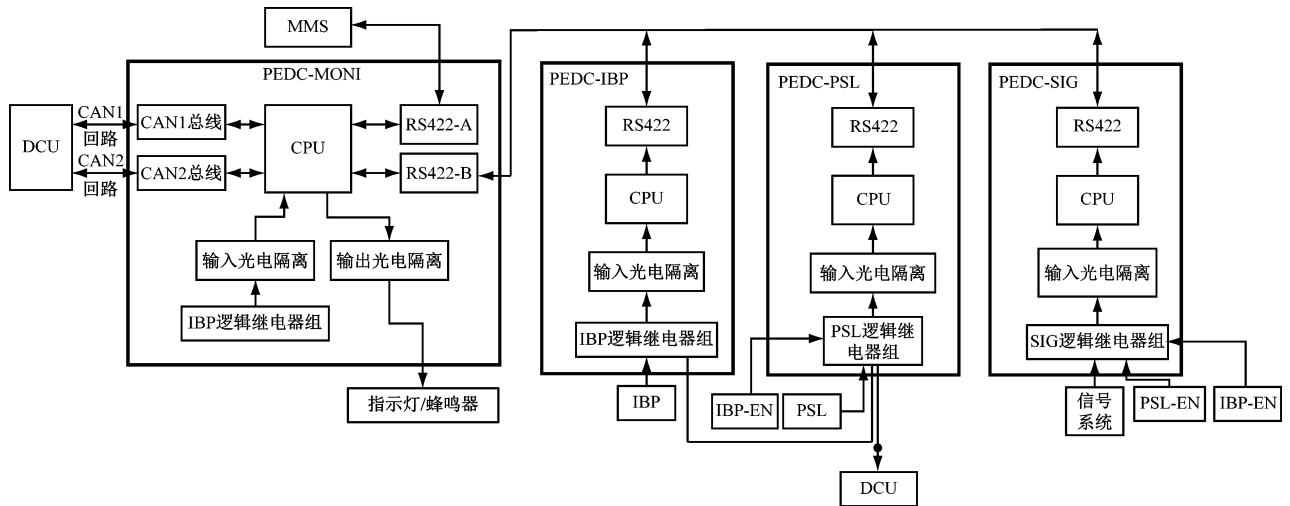 MMS
PEDC-MONI
DCU
CAN1
回路
CAN2
回路
CAN1总线
CAN2总线
CPU
RS422-A
RS422-B
输入光电隔离
输出光电隔离
IBP逻辑继电器组
指示灯/蜂鸣器
PEDC-IBP
RS422
CPU
输入光电隔离
IBP逻辑继电器组
IBP
PEDC-PSL
RS422
CPU
输入光电隔离
PSL逻辑继
电器组
IBP-EN
PSL
DCU
PEDC-SIG
RS422
CPU
输入光电隔离
SIG逻辑继电器组
信号
系统
PSL-EN
IBP-EN